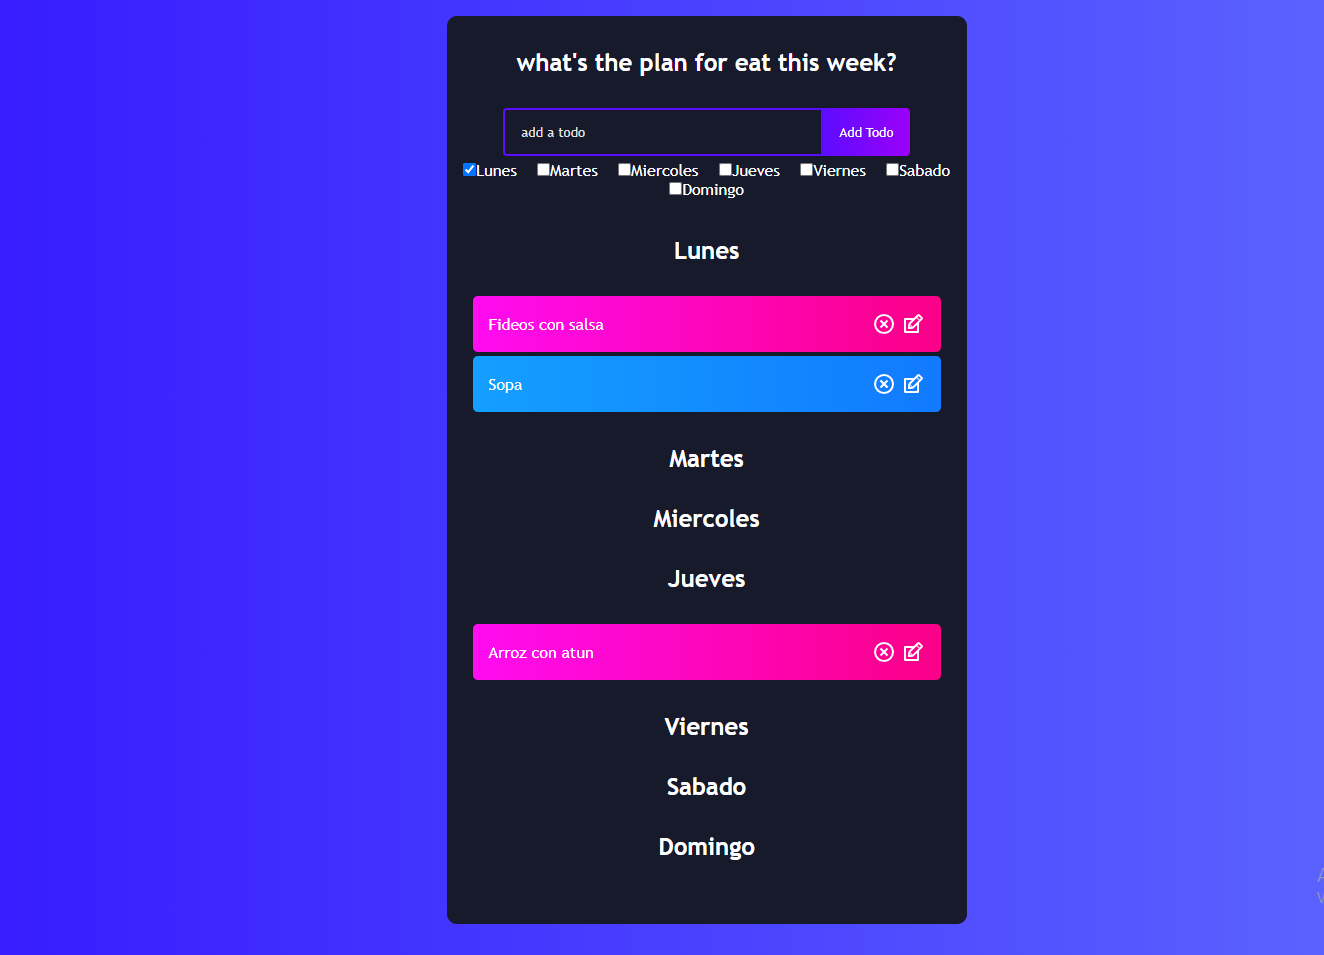 what's the plan for eat this week?
add a todo Add Todo
Lunes Martes Miercoles Jueves Viernes Sabado
Domingo
Lunes
Fideos con salsa
Sopa
Martes
Miercoles
Jueves
Arroz con atun
Viernes
Sabado
Domingo